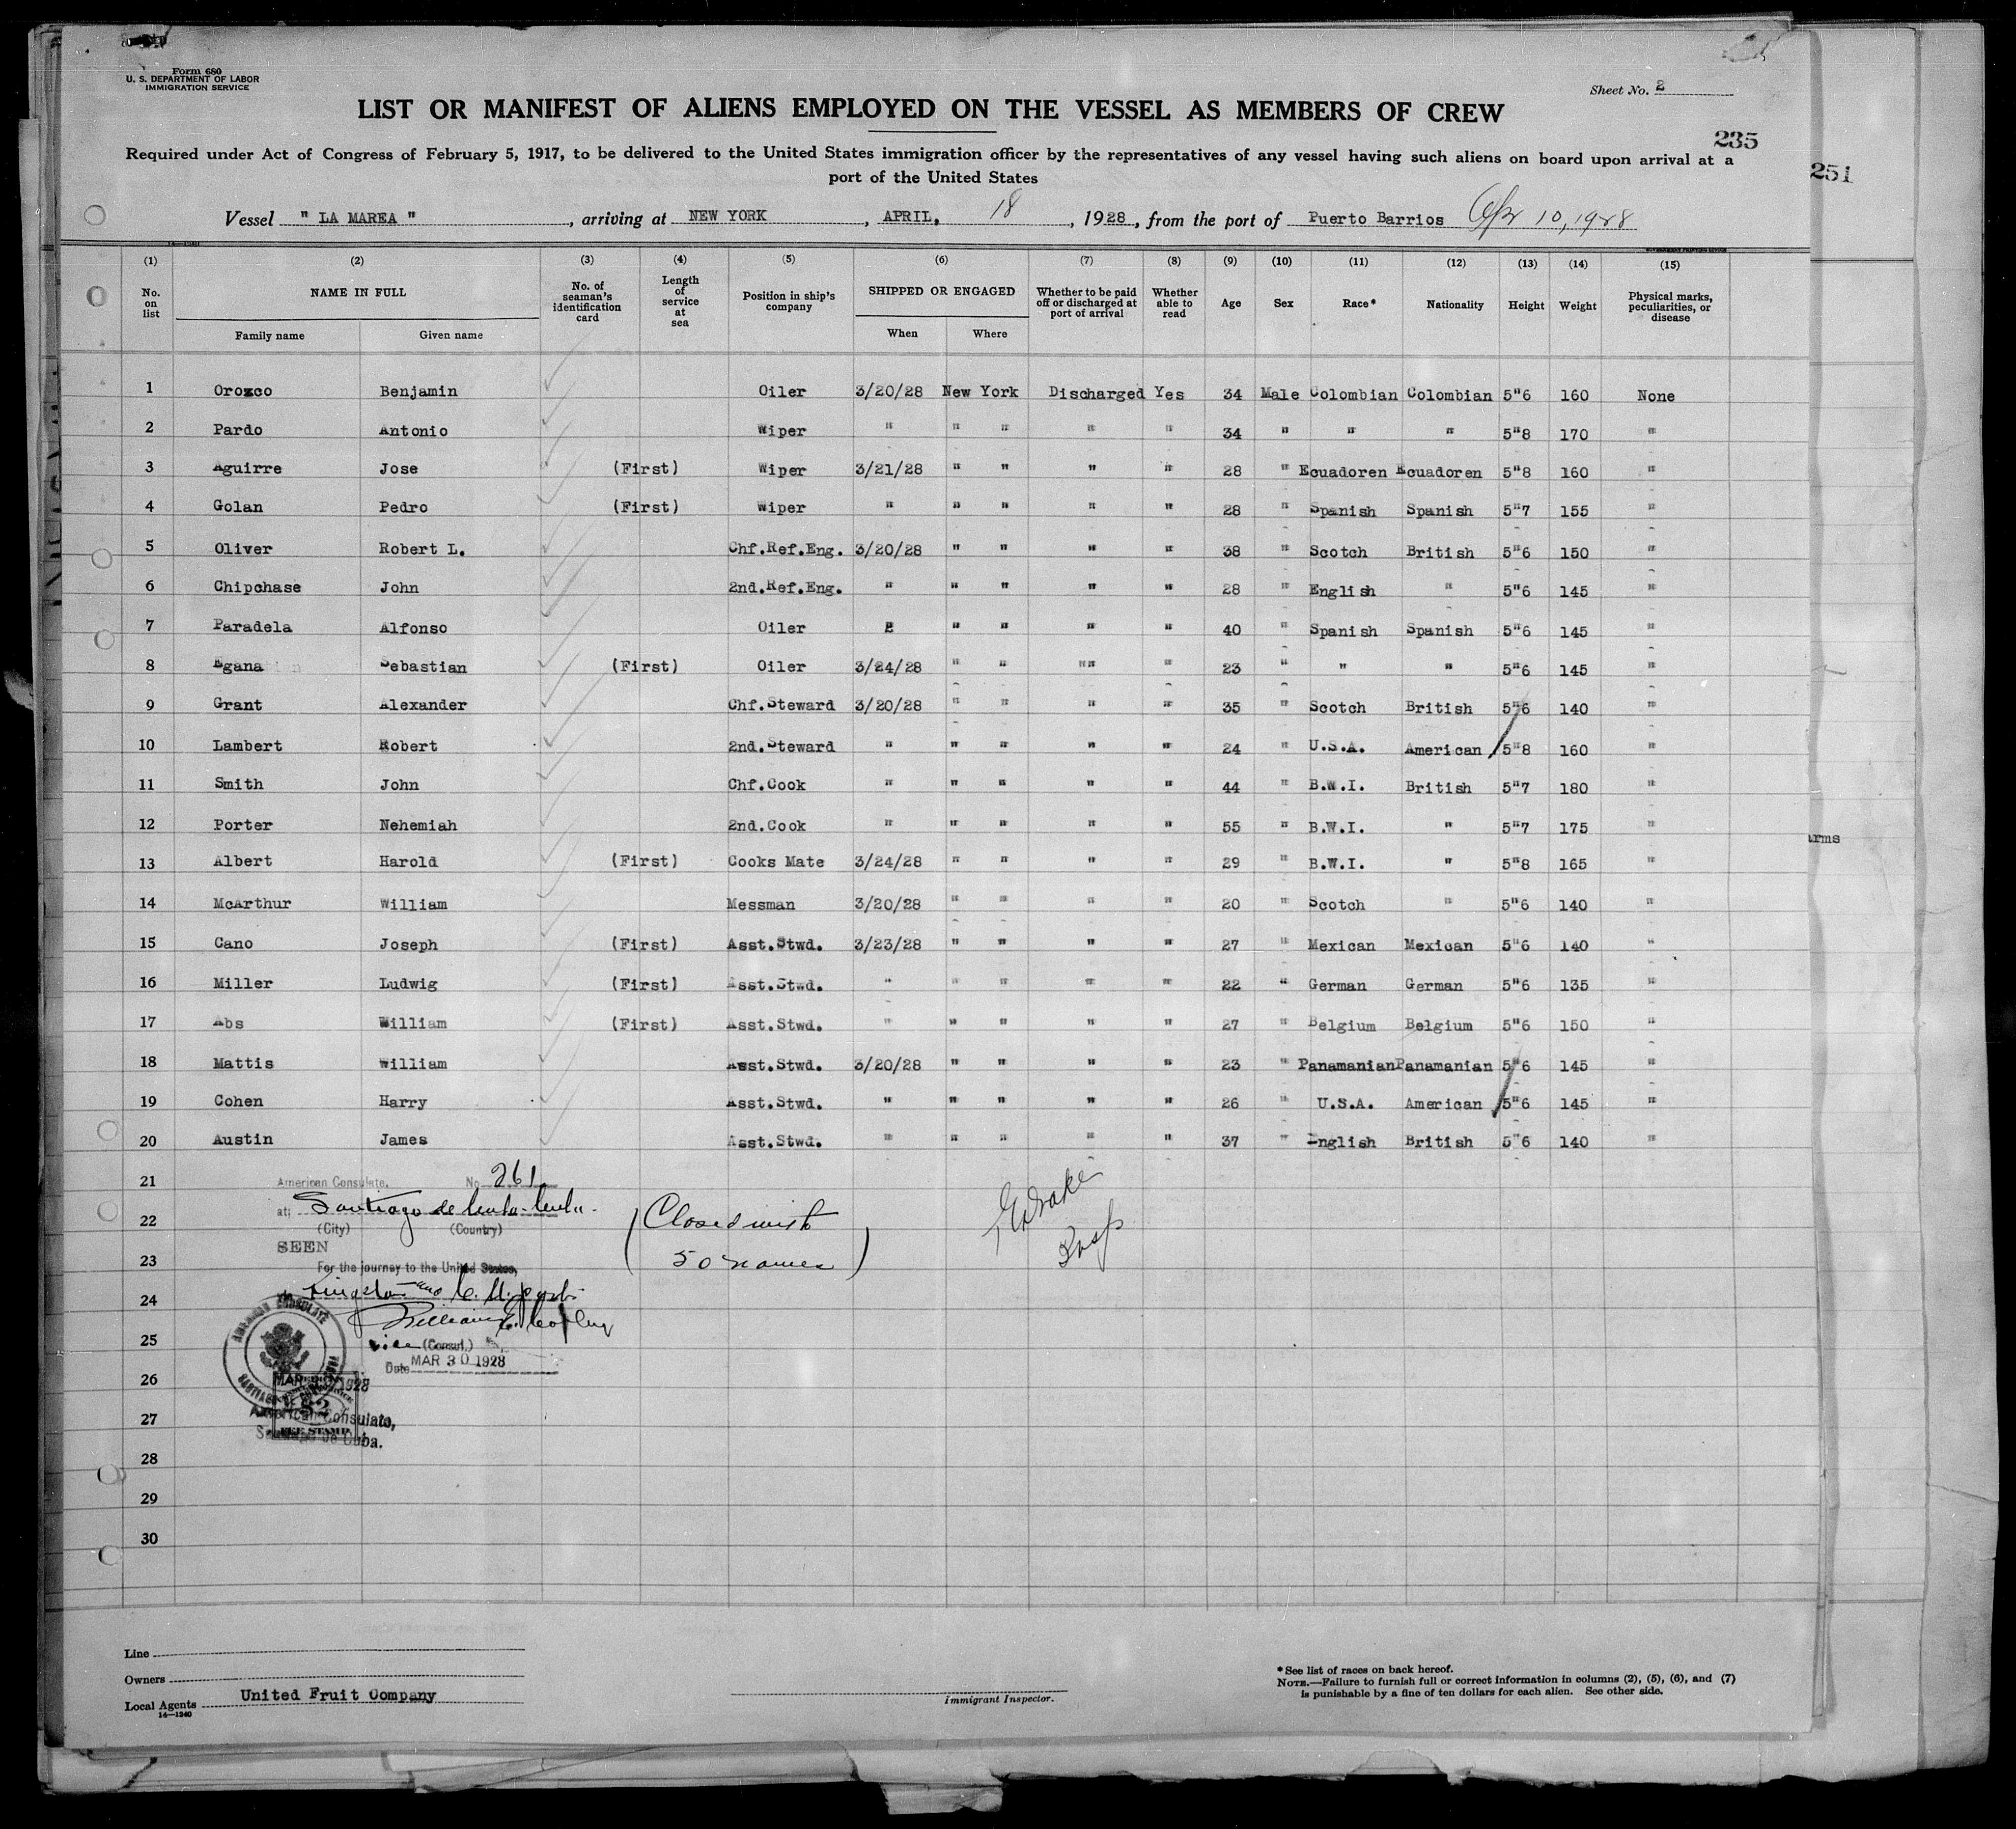 Form 680
U. S. DEPARTMENT OF LABOR
IMMIGRATION SERVICE
Sheet No. 2
LIST OR MANIFEST OF ALIENS EMPLOYED ON THE VESSEL AS MEMBERS OF CREW
235
251
Required under Act of Congress of February 5, 1917, to be delivered to the United States immigration officer by the representatives of any vessel having such aliens on board upon arrival at a
port of the United States
Vessel " LA MAREA ", arriving at NEW YORK, APRIL. 18, 1928, from the port of Puerto Barrios Apr 10, 1928
(1) (2) (3) (4) (5) (6) (7) (8) (9) (10) (11) (12) (13) (14) (15)
No. on list NAME IN FULL No. of seaman's identification card Length of service at sea Position in ship's company SHIPPED OR ENGAGED Whether to be paid off or discharged at port of arrival Whether able to read Age Sex Race* Nationality Height Weight Physical marks, peculiarities, or disease
Family name Given name When Where
1 Orozco Benjamin Oiler 3/20/28 New York Discharged Yes 34 Male Colombian Colombian 5"6 160 None
2 Pardo Antonio Wiper " " " " " 34 " " " 5"8 170 "
3 Aguirre Jose (First) Wiper 3/21/28 " " " " 28 " Ecuadoren Ecuadoren 5"8 160 "
4 Golan Pedro (First) Wiper " " " " " 28 " Spanish Spanish 5"7 155 "
5 Oliver Robert L. Chf.Ref.Eng. 3/20/28 " " " " 38 " Scotch British 5"6 150 "
6 Chipchase John 2nd.Ref.Eng. " " " " " 28 " English " 5"6 145 "
7 Paradela Alfonso Oiler " " " " 40 " Spanish Spanish 5"6 145 "
8 Egana Sebastian (First) Oiler 3/24/28 " " "" " 23 " " " 5"6 145 "
9 Grant Alexander Chf.Steward 3/20/28 " " " " 35 " Scotch British 5"6 140 "
10 Lambert Robert 2nd.Steward " " " " " 24 " U.S.A. American 5"8 160 "
11 Smith John Chf.Cook " " " " " 44 " B.W.I. British 5"7 180 "
12 Porter Nehemiah 2nd.Cook " " " " " 55 " B.W.I. " 5"7 175 "
13 Albert Harold (First) Cooks Mate 3/24/28 " " " " 29 " B.W.I. " 5"8 165 "
14 McArthur William Messman 3/20/28 " " " " 20 " Scotch " 5"6 140 "
15 Cano Joseph (First) Asst.Stwd. 3/23/28 " " " " 27 " Mexican Mexican 5"6 140 "
16 Miller Ludwig (First) Asst.Stwd. " " " " " 22 " German German 5"6 135 "
17 Abs William (First) Asst.Stwd. " " " " " 27 " Belgium Belgium 5"6 150 "
18 Mattis William Asst.Stwd. 3/20/28 " " " " 23 " Panamanian Panamanian 5"6 145 "
19 Cohen Harry Asst.Stwd. " " " " " 26 " U.S.A. American 5"6 145 "
20 Austin James Asst.Stwd. " " " " " 37 " English British 5"6 140 "
21
22
23
24
25
26
27
28
29
30
American Consulate, No 261
at; Santiago de Cuba - Cuba -
(City) (Country)
SEEN
For the journey to the United States,
via Kingston and C. A. ports
Vice (Consul.)
Date MAR 30 1928
(Closed with
50 names)
AMERICAN CONSULATE
MAR 30 1928
$2
FEE STAMP
American Consulate,
Santiago de Cuba.
arms
Line
Owners
Local Agents United Fruit Company
14—1240
Immigrant Inspector.
* See list of races on back hereof.
NOTE.—Failure to furnish full or correct information in columns (2), (5), (6), and (7)
is punishable by a fine of ten dollars for each alien. See other side.